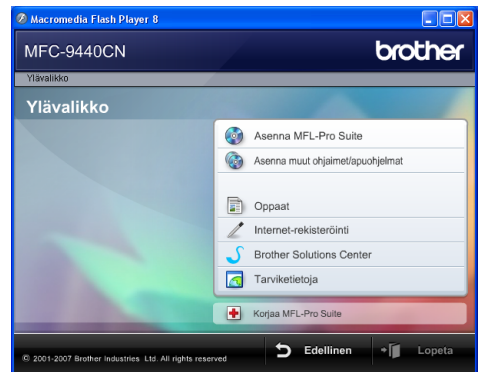 Macromedia Flash Player 8
MFC-9440CN
brother
Ylävalikko
Ylävalikko
Asenna MFL-Pro Suite
Asenna muut ohjaimet/apuohjelmat
Oppaat
Internet-rekisteröinti
Brother Solutions Center
Tarviketietoja
Korjaa MFL-Pro Suite
© 2001-2007 Brother Industries Ltd. All rights reserved
Edellinen
Lopeta